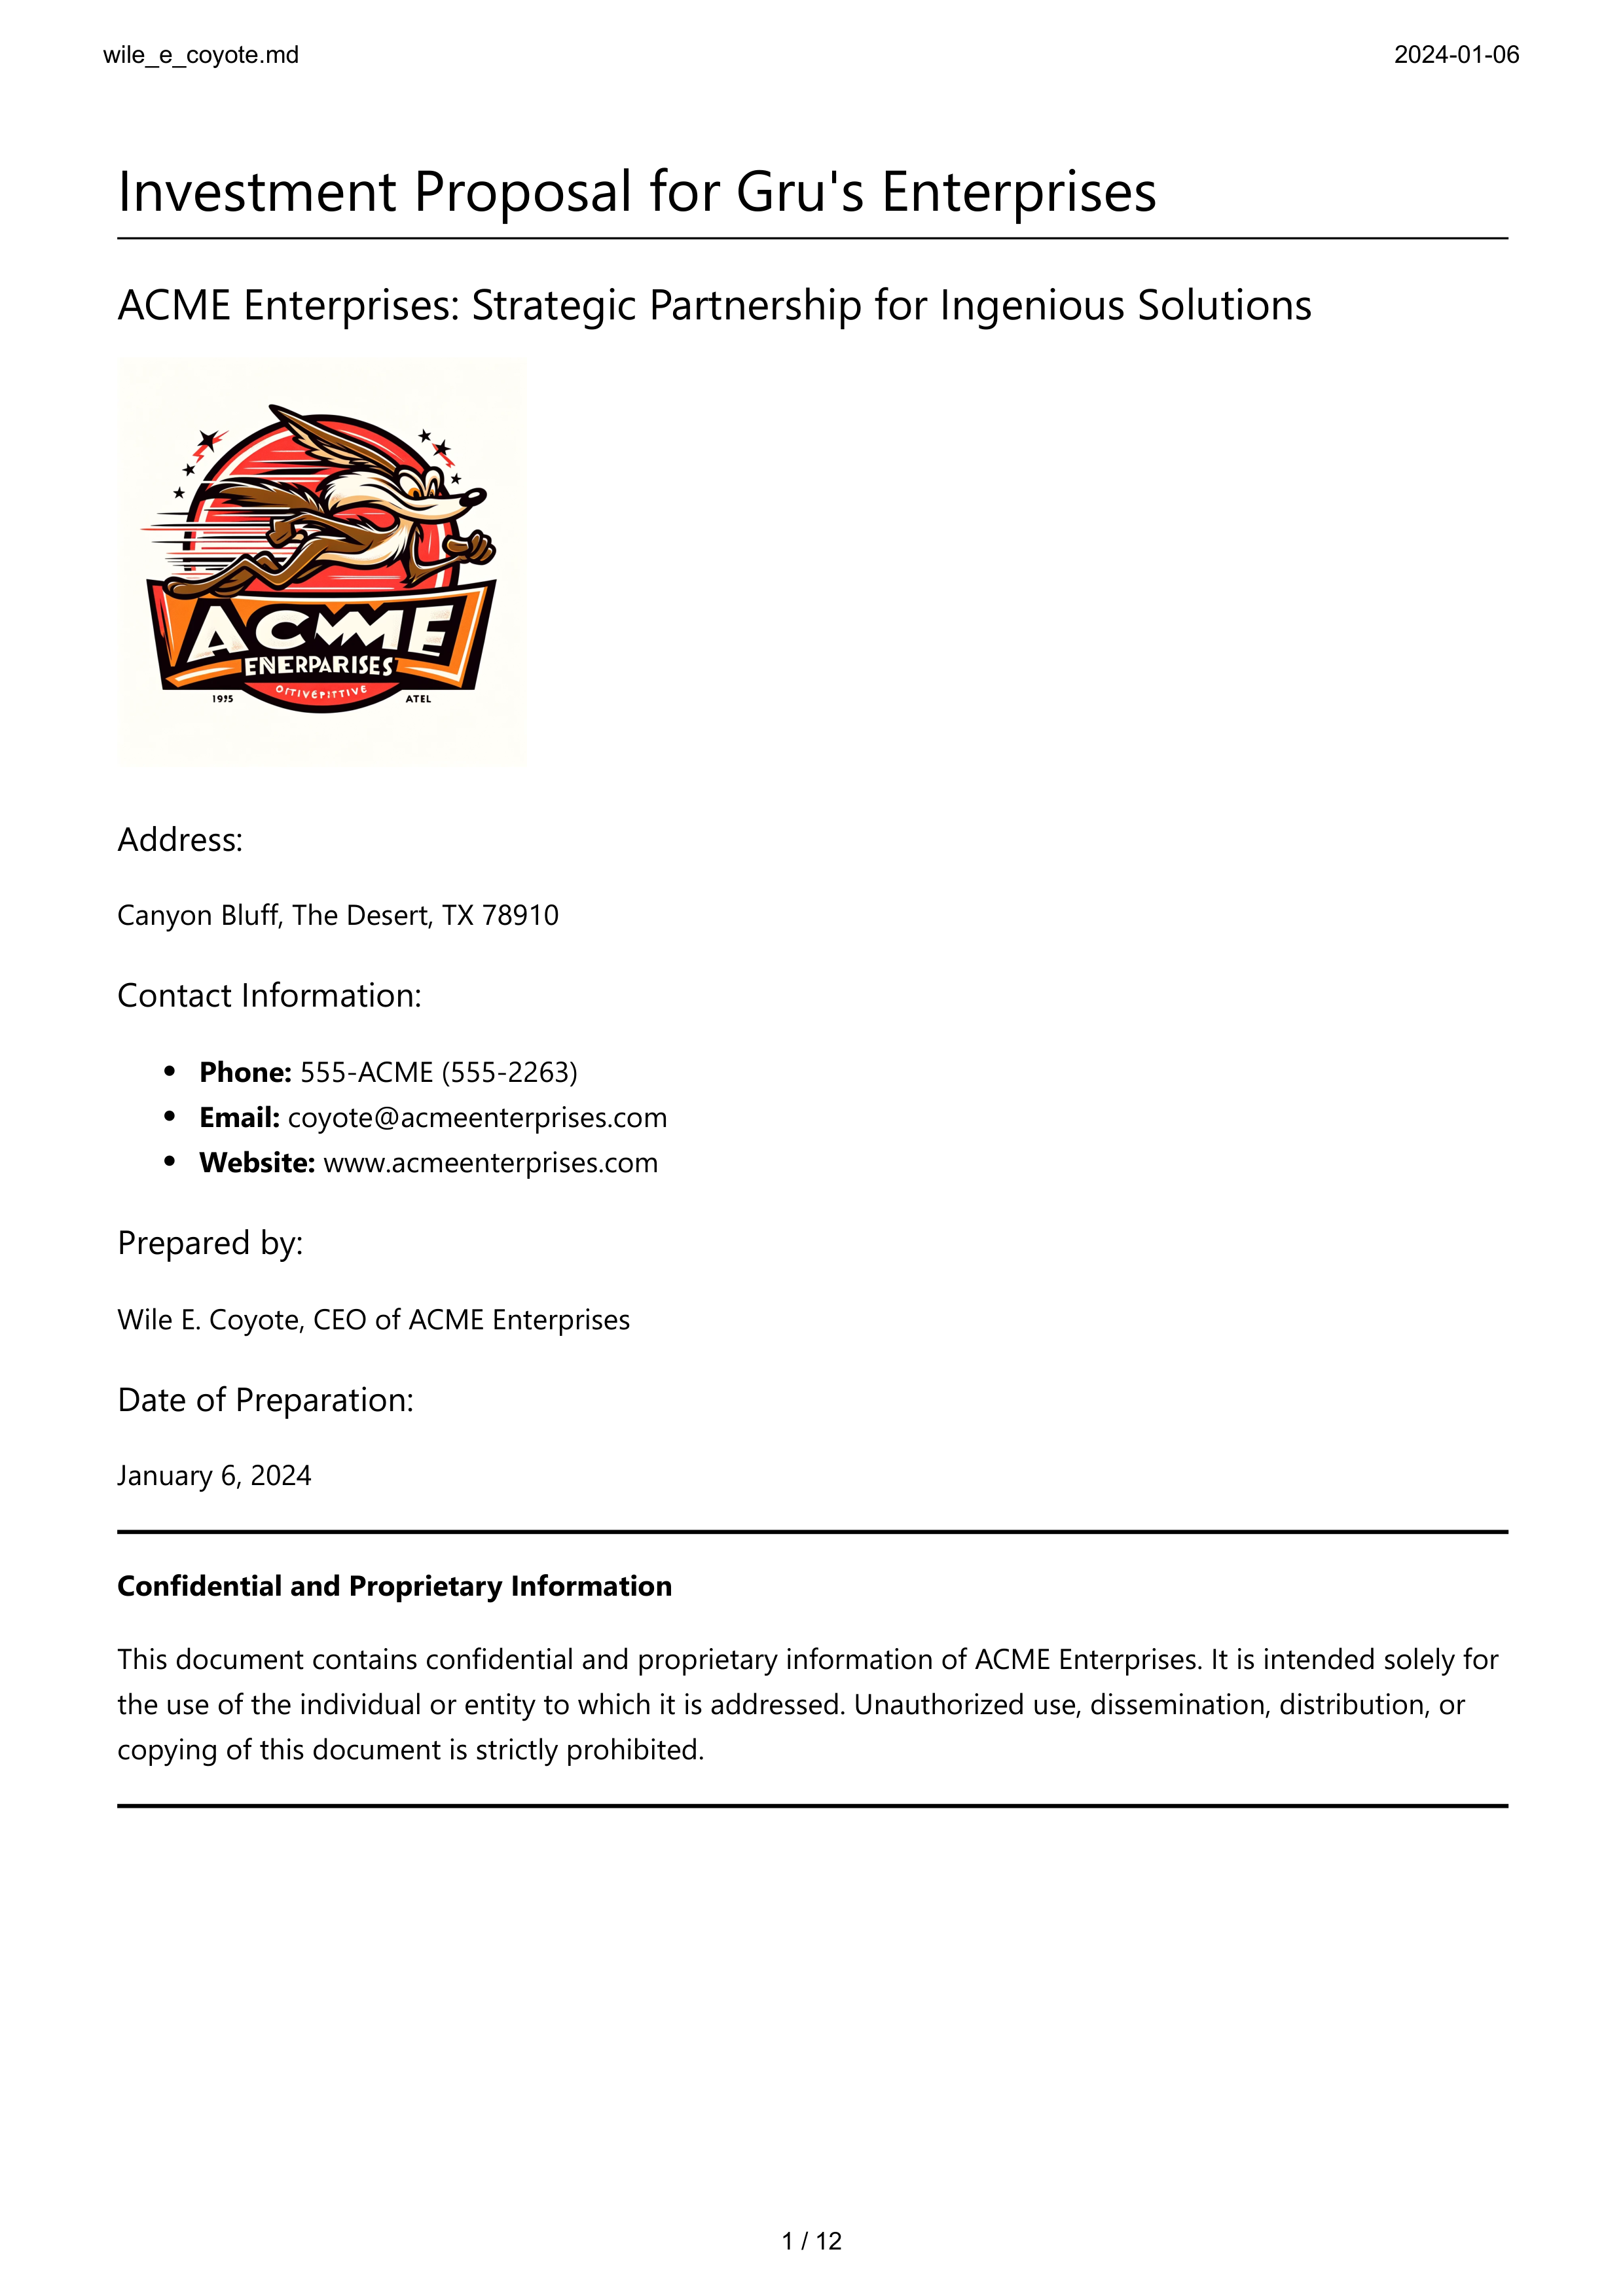 wile_e_coyote.md 2024-01-06
Investment Proposal for Gru's Enterprises
ACME Enterprises: Strategic Partnership for Ingenious Solutions
ACME
ENERPARISES
OITIVEPITTIVE
1935 ATEL
Address:
Canyon Bluff, The Desert, TX 78910
Contact Information:
• Phone: 555-ACME (555-2263)
• Email: coyote@acmeenterprises.com
• Website: www.acmeenterprises.com
Prepared by:
Wile E. Coyote, CEO of ACME Enterprises
Date of Preparation:
January 6, 2024
Confidential and Proprietary Information
This document contains confidential and proprietary information of ACME Enterprises. It is intended solely for
the use of the individual or entity to which it is addressed. Unauthorized use, dissemination, distribution, or
copying of this document is strictly prohibited.
1 / 12